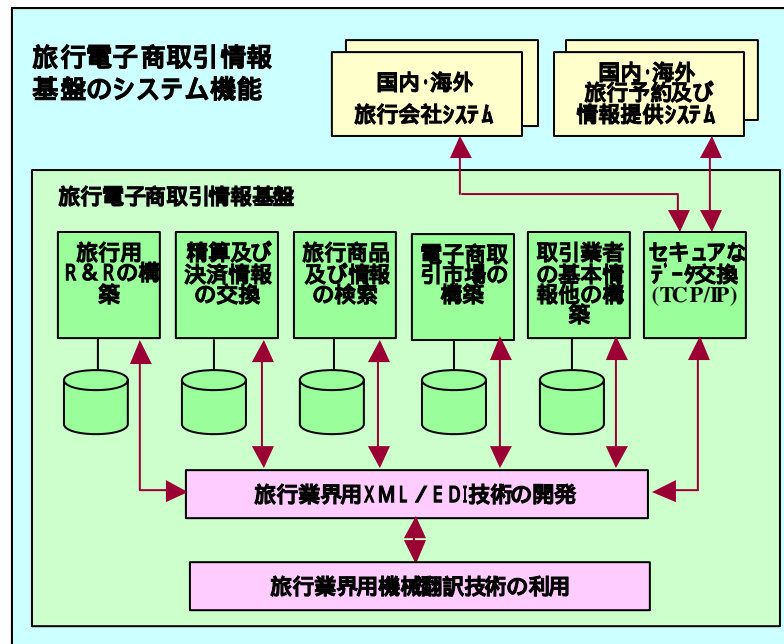 旅行電子商取引情報
基盤のシステム機能
国内･海外
旅行会社システム
国内･海外
旅行予約及び
情報提供システム
旅行電子商取引情報基盤
旅行用
R＆Rの構
築
精算及び
決済情報
の交換
旅行商品
及び情報
の検索
電子商取
引市場の
構築
取引業者
の基本情
報他の構
築
セキュアな
データ交換
(TCP/IP)
旅行業界用XML／EDI技術の開発
旅行業界用機械翻訳技術の利用